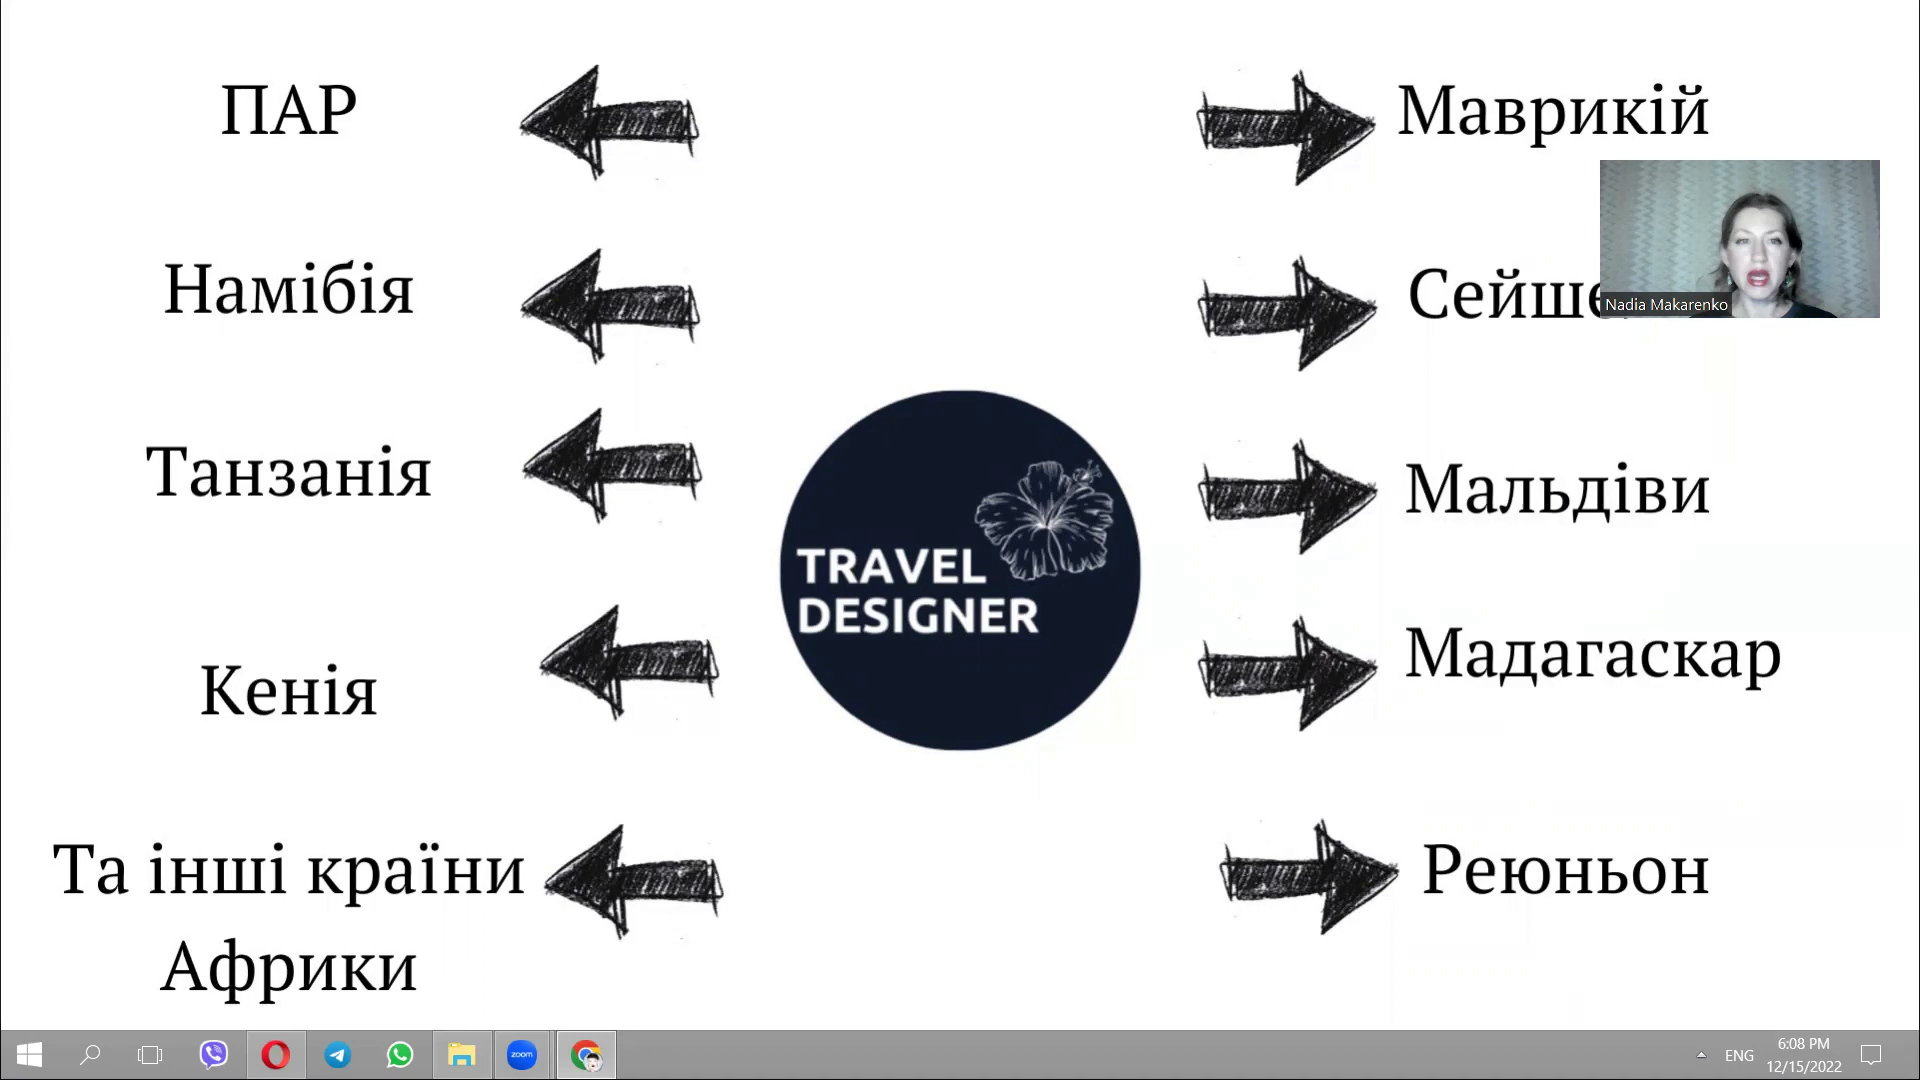 ПАР
Намібія
Танзанія
Кенія
Та інші країни
Африки
TRAVEL
DESIGNER
Маврикій
Nadia Makarenko
Мальдіви
Мадагаскар
Реюньон
zoom
ENG
6:08 PM
12/15/2022